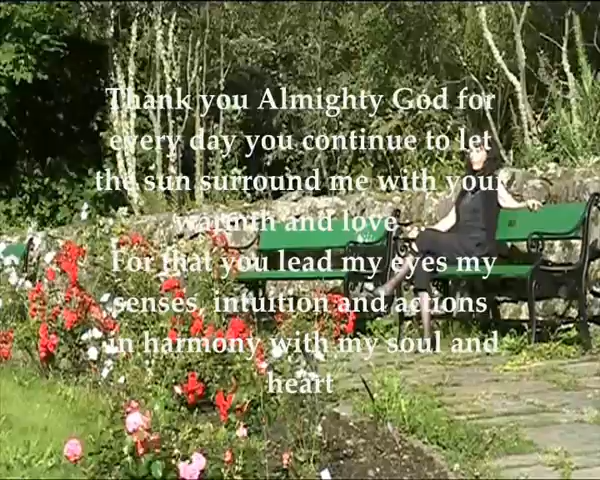 Thank you Almighty God for
every day you continue to let
the sun surround me with your
warmth and love
For that you lead my eyes my
senses, intuition and actions
in harmony with my soul and
heart